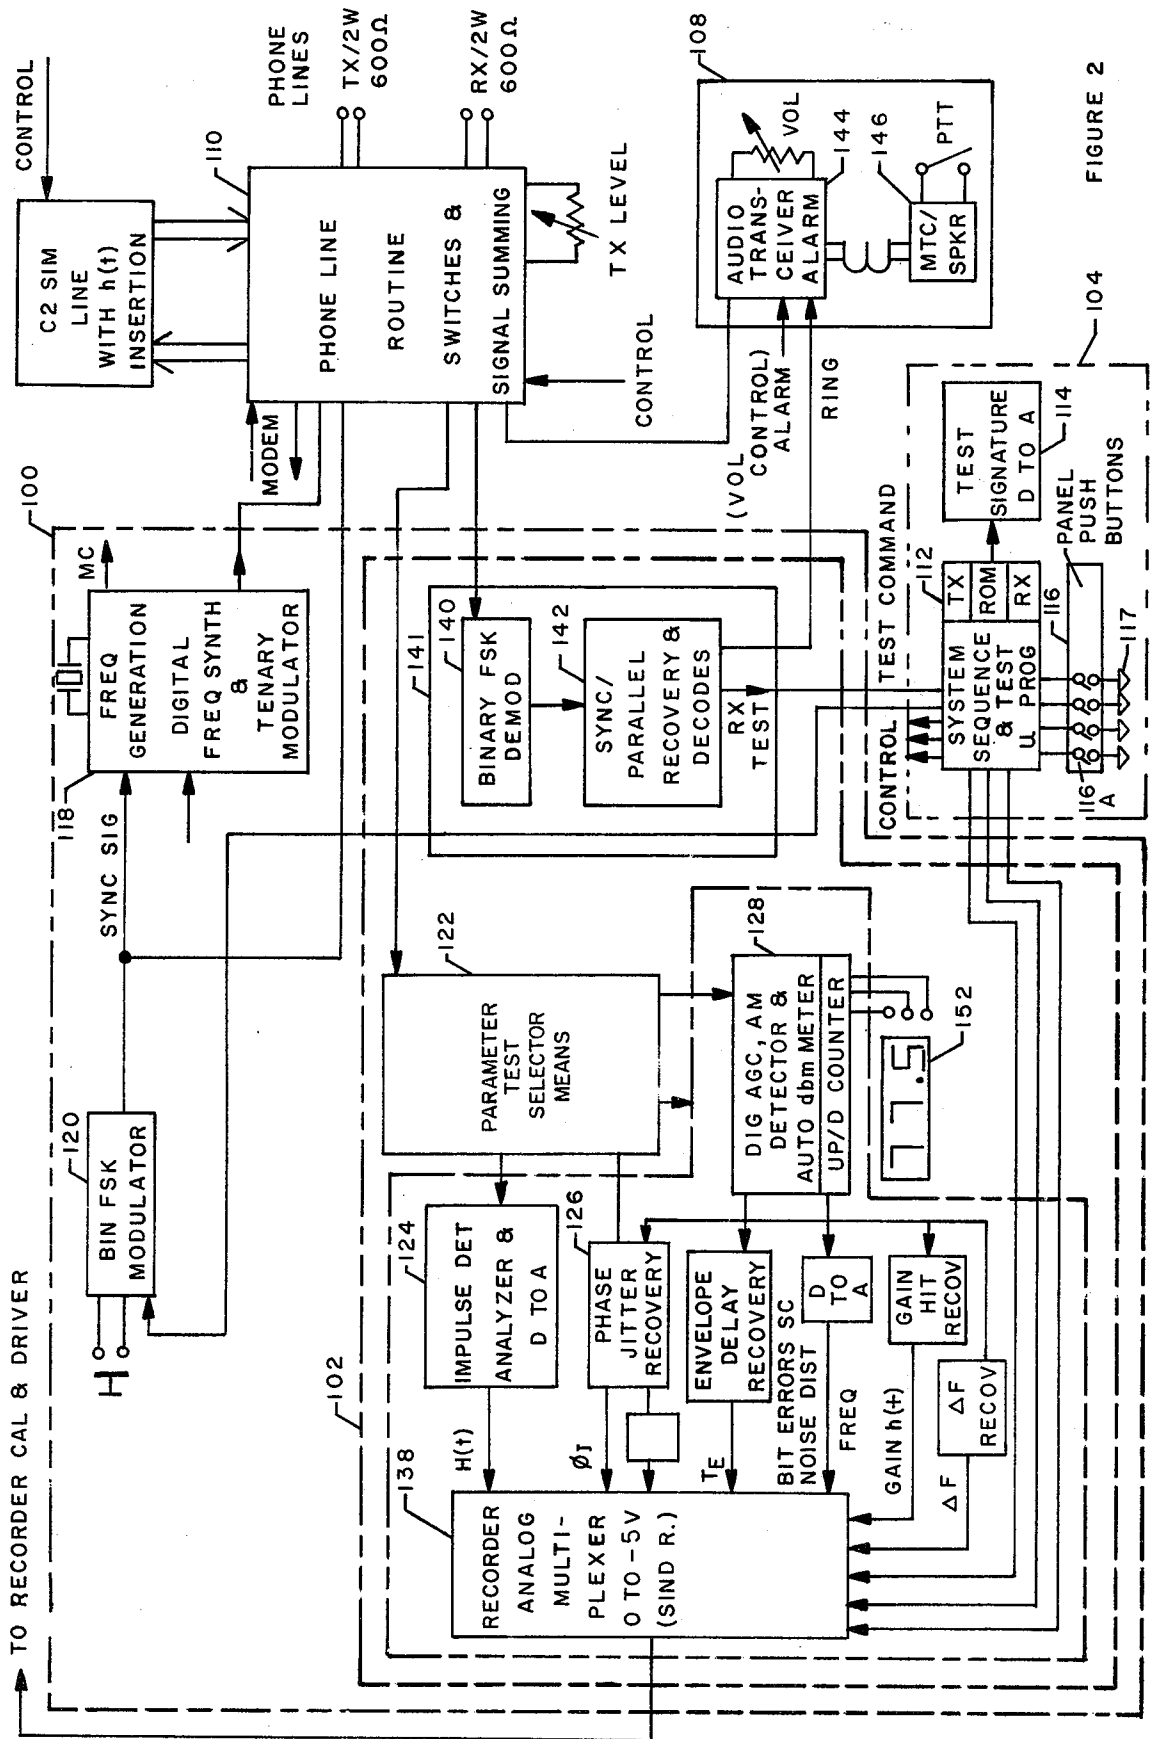 TO RECORDER CAL & DRIVER
100
CONTROL
C2 SIM
LINE
WITH h(t)
INSERTION
110
PHONE
LINES
TX/2W
600Ω
RX/2W
600Ω
PHONE LINE
ROUTINE
SWITCHES &
SIGNAL SUMMING
TX LEVEL
CONTROL
MODEM
MC
118
FREQ
GENERATION
DIGITAL
FREQ SYNTH
&
TENARY
MODULATOR
SYNC SIG
120
BIN FSK
MODULATOR
102
122
PARAMETER
TEST
SELECTOR
MEANS
141
140
BINARY FSK
DEMOD
142
SYNC/
PARALLEL
RECOVERY &
DECODES
RX
TEST
108
AUDIO
TRANS-
CEIVER
ALARM
VOL
144
146
MTC/
SPKR
PTT
(VOL
CONTROL)
ALARM
RING
124
IMPULSE DET
ANALYZER &
D TO A
H(t)
126
PHASE
JITTER
RECOVERY
ØJ
128
DIG AGC, AM
DETECTOR &
AUTO dbm METER
UP/D COUNTER
152
77.5
ENVELOPE
DELAY
RECOVERY
TE
D
TO
A
BIT ERRORS SC
NOISE DIST
FREQ
GAIN
HIT
RECOV
GAIN h(t)
ΔF
RECOV
ΔF
138
RECORDER
ANALOG
MULTI-
PLEXER
0 TO -5V
(SIND R.)
104
CONTROL
TEST COMMAND
112
SYSTEM
SEQUENCE
& TEST
U PROG
TX
ROM
RX
TEST
SIGNATURE
D TO A
114
116
PANEL
PUSH
BUTTONS
116
A
117
FIGURE 2